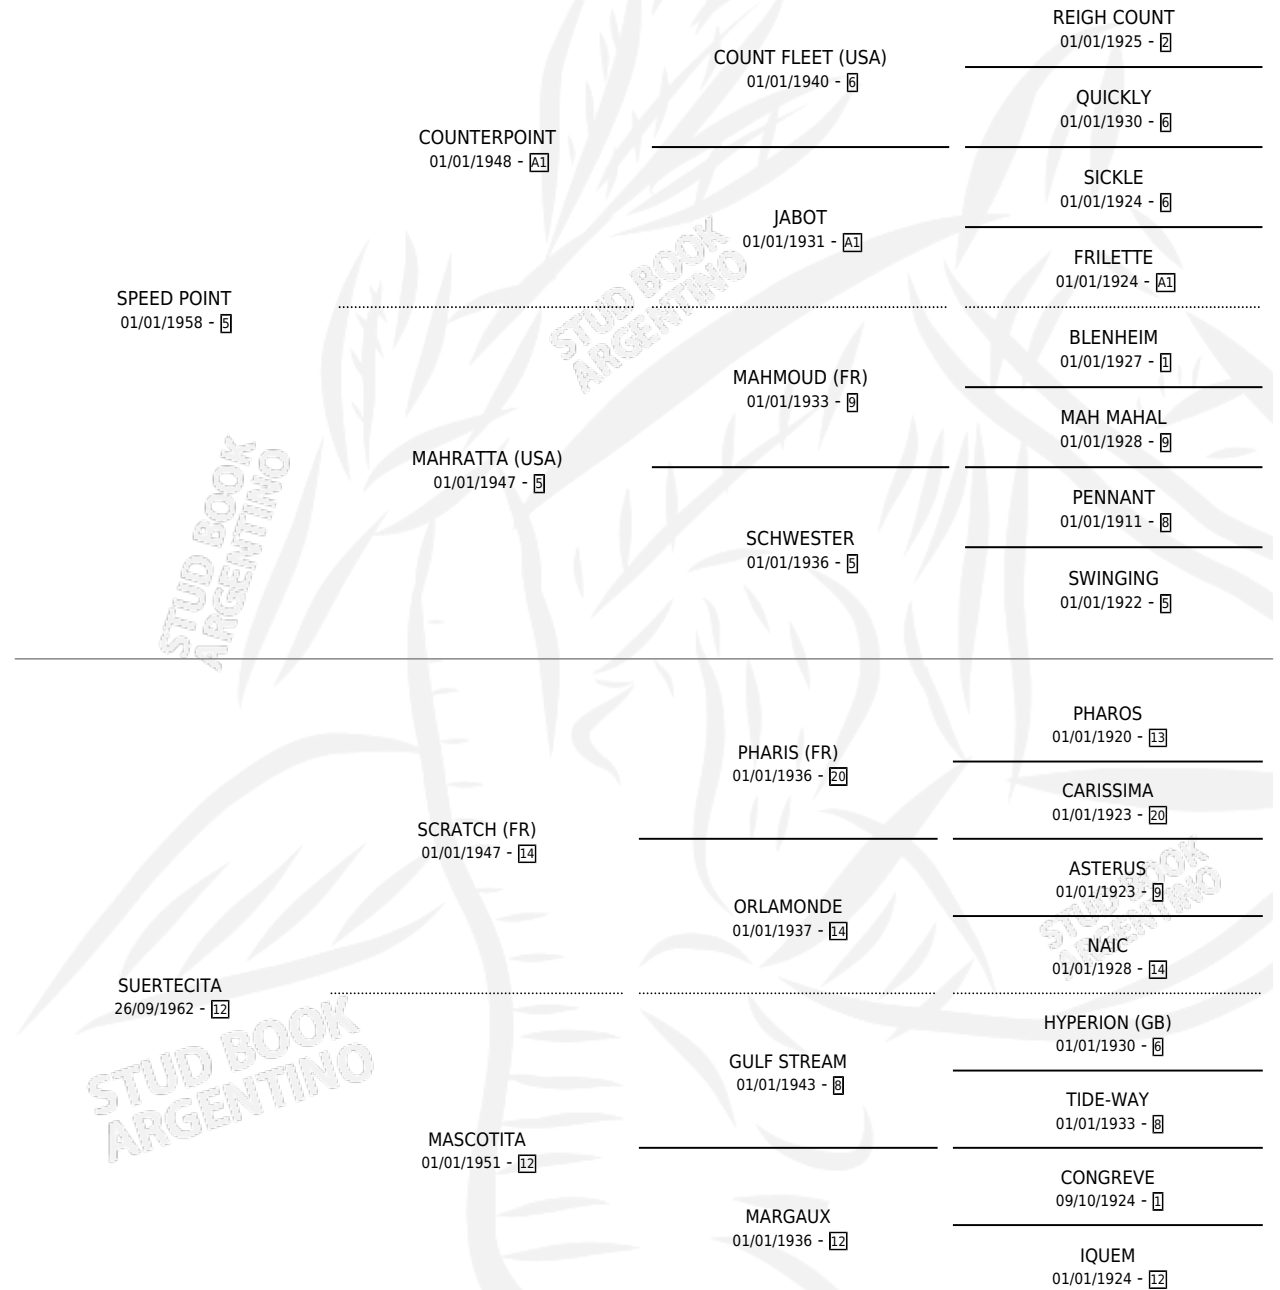 REIGH COUNT
01/01/1925 - 2
COUNT FLEET (USA)
01/01/1940 - 6
QUICKLY
01/01/1930 - 6
COUNTERPOINT
01/01/1948 - A1
SICKLE
01/01/1924 - 6
JABOT
01/01/1931 - A1
FRILETTE
01/01/1924 - A1
SPEED POINT
01/01/1958 - 5
STUD BOOK
ARGENTINO
BLENHEIM
01/01/1927 - 1
MAHMOUD (FR)
01/01/1933 - 9
MAH MAHAL
01/01/1928 - 9
MAHRATTA (USA)
01/01/1947 - 5
PENNANT
01/01/1911 - 8
SCHWESTER
01/01/1936 - 5
SWINGING
01/01/1922 - 5
STUD BOOK
ARGENTINO
PHAROS
01/01/1920 - 13
PHARIS (FR)
01/01/1936 - 20
CARISSIMA
01/01/1923 - 20
SCRATCH (FR)
01/01/1947 - 14
ASTERUS
01/01/1923 - 9
ORLAMONDE
01/01/1937 - 14
STUD BOOK
ARGENTINO
NAIC
01/01/1928 - 14
SUERTECITA
26/09/1962 - 12
HYPERION (GB)
01/01/1930 - 6
GULF STREAM
01/01/1943 - 8
TIDE-WAY
01/01/1933 - 8
STUD BOOK
ARGENTINO
MASCOTITA
01/01/1951 - 12
CONGREVE
09/10/1924 - 1
MARGAUX
01/01/1936 - 12
IQUEM
01/01/1924 - 12